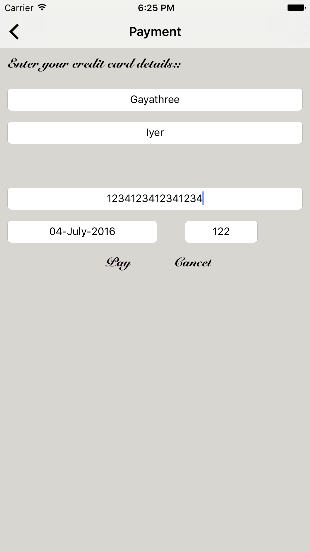 Carrier 6:25 PM
Payment
Enter your credit card details::
Gayathree
Iyer
1234123412341234
04-July-2016 122
Pay Cancel